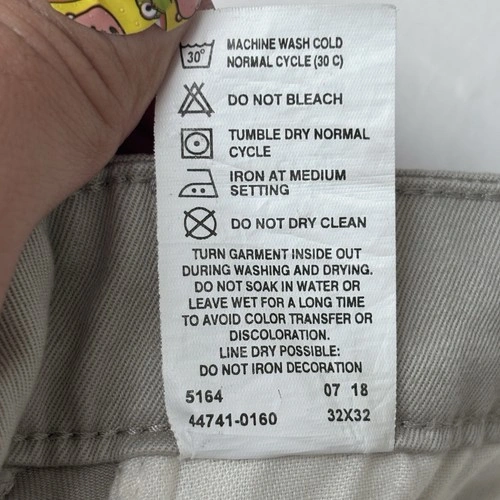 30°
MACHINE WASH COLD
NORMAL CYCLE (30 C)
DO NOT BLEACH
TUMBLE DRY NORMAL
CYCLE
IRON AT MEDIUM
SETTING
DO NOT DRY CLEAN
TURN GARMENT INSIDE OUT
DURING WASHING AND DRYING.
DO NOT SOAK IN WATER OR
LEAVE WET FOR A LONG TIME
TO AVOID COLOR TRANSFER OR
DISCOLORATION.
LINE DRY POSSIBLE:
DO NOT IRON DECORATION
5164 07 18
44741-0160 32X32